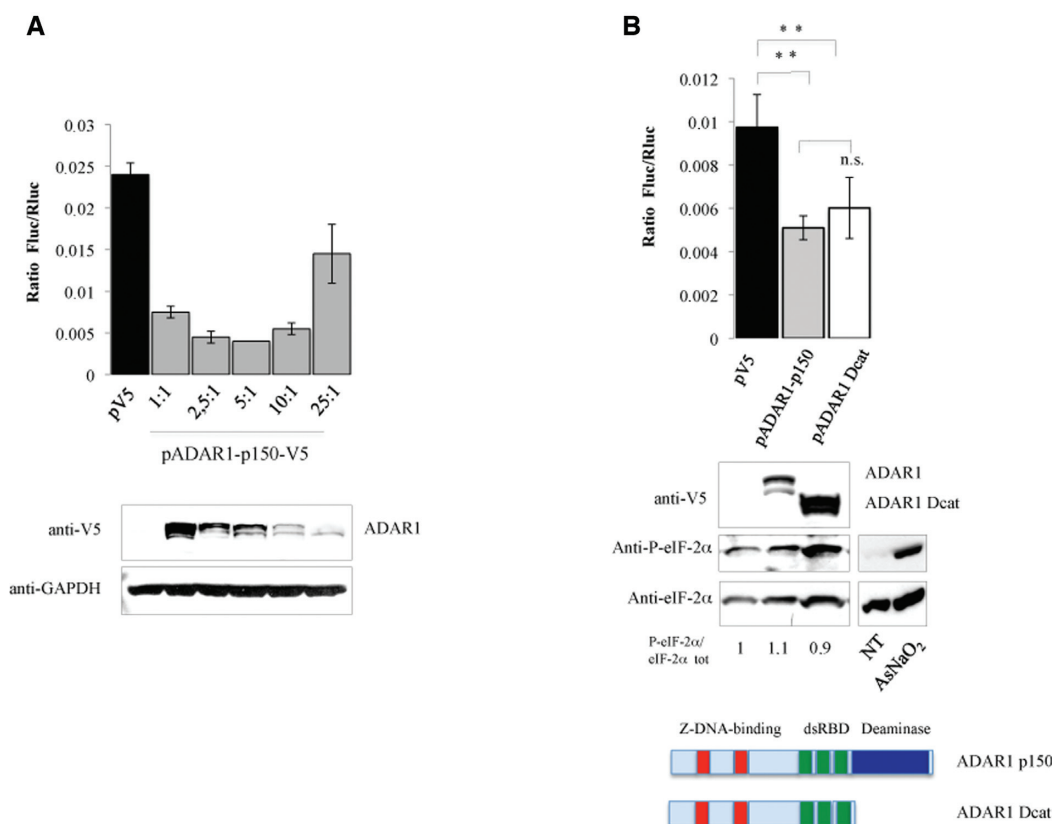 A
0.03
0.025
0.02
0.015
0.01
0.005
0
Ratio Fluc/Rluc
pV5
1:1
2,5:1
5:1
10:1
25:1
pADAR1-p150-V5
anti-V5
ADAR1
anti-GAPDH
B
* *
* *
n.s.
0.012
0.01
0.008
0.006
0.004
0.002
0
Ratio Fluc/Rluc
pV5
pADAR1-p150
pADAR1 Dcat
anti-V5
ADAR1
ADAR1 Dcat
Anti-P-eIF-2α
Anti-eIF-2α
P-eIF-2α/
eIF-2α tot
1 1.1 0.9
NT
AsNaO2
Z-DNA-binding dsRBD Deaminase
ADAR1 p150
ADAR1 Dcat